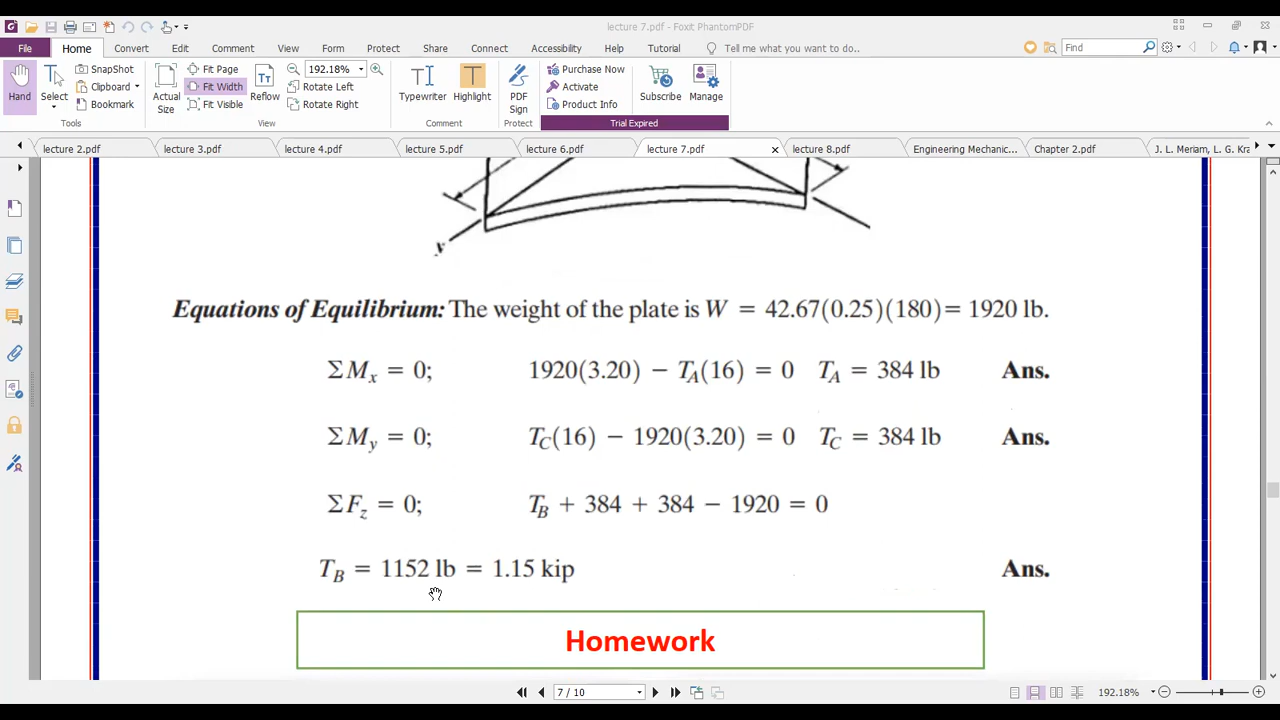 lecture 7.pdf - Foxit PhantomPDF
File Home Convert Edit Comment View Form Protect Share Connect Accessibility Help Tutorial Tell me what you want to do.. Find
Hand
Select
SnapShot
Clipboard
Bookmark
Tools
Actual Size
Fit Page
Fit Width
Fit Visible
Reflow
192.18%
Rotate Left
Rotate Right
View
Typewriter
Highlight
Comment
PDF Sign
Protect
Purchase Now
Activate
Product Info
Trial Expired
Subscribe
Manage
lecture 2.pdf lecture 3.pdf lecture 4.pdf lecture 5.pdf lecture 6.pdf lecture 7.pdf lecture 8.pdf Engineering Mechanic... Chapter 2.pdf J. L. Meriam, L. G. Kra
Equations of Equilibrium: The weight of the plate is W = 42.67(0.25)(180)= 1920 lb.
ΣMx = 0; 1920(3.20) − TA(16) = 0 TA = 384 lb Ans.
ΣMy = 0; TC(16) − 1920(3.20) = 0 TC = 384 lb Ans.
ΣFz = 0; TB + 384 + 384 − 1920 = 0
TB = 1152 lb = 1.15 kip Ans.
Homework
7 / 10 192.18%